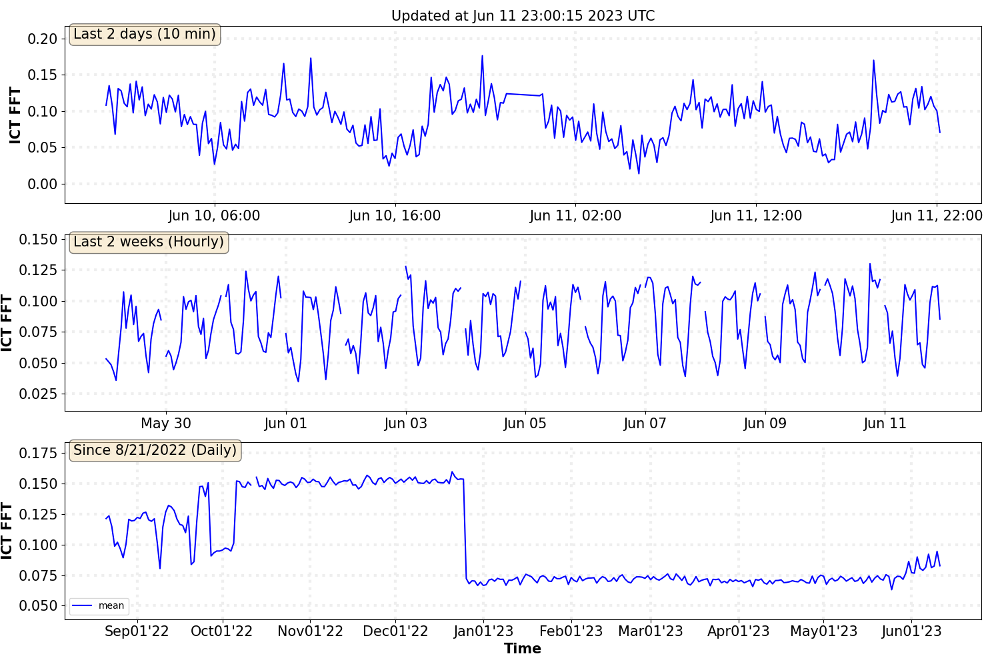 Updated at Jun 11 23:00:15 2023 UTC
Last 2 days (10 min)
0.20
0.15
0.10
0.05
0.00
ICT FFT
Jun 10, 06:00 Jun 10, 16:00 Jun 11, 02:00 Jun 11, 12:00 Jun 11, 22:00
Last 2 weeks (Hourly)
0.150
0.125
0.100
0.075
0.050
0.025
ICT FFT
May 30 Jun 01 Jun 03 Jun 05 Jun 07 Jun 09 Jun 11
Since 8/21/2022 (Daily)
0.175
0.150
0.125
0.100
0.075
0.050
ICT FFT
mean
Sep01'22 Oct01'22 Nov01'22 Dec01'22 Jan01'23 Feb01'23 Mar01'23 Apr01'23 May01'23 Jun01'23
Time